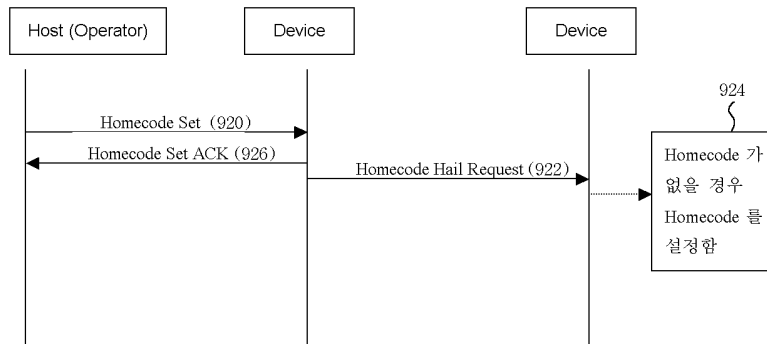 Host (Operator)
Device
Device
924
Homecode Set (920)
Homecode Set ACK (926)
Homecode Hail Request (922)
Homecode 가
없을 경우
Homecode 를
설정함